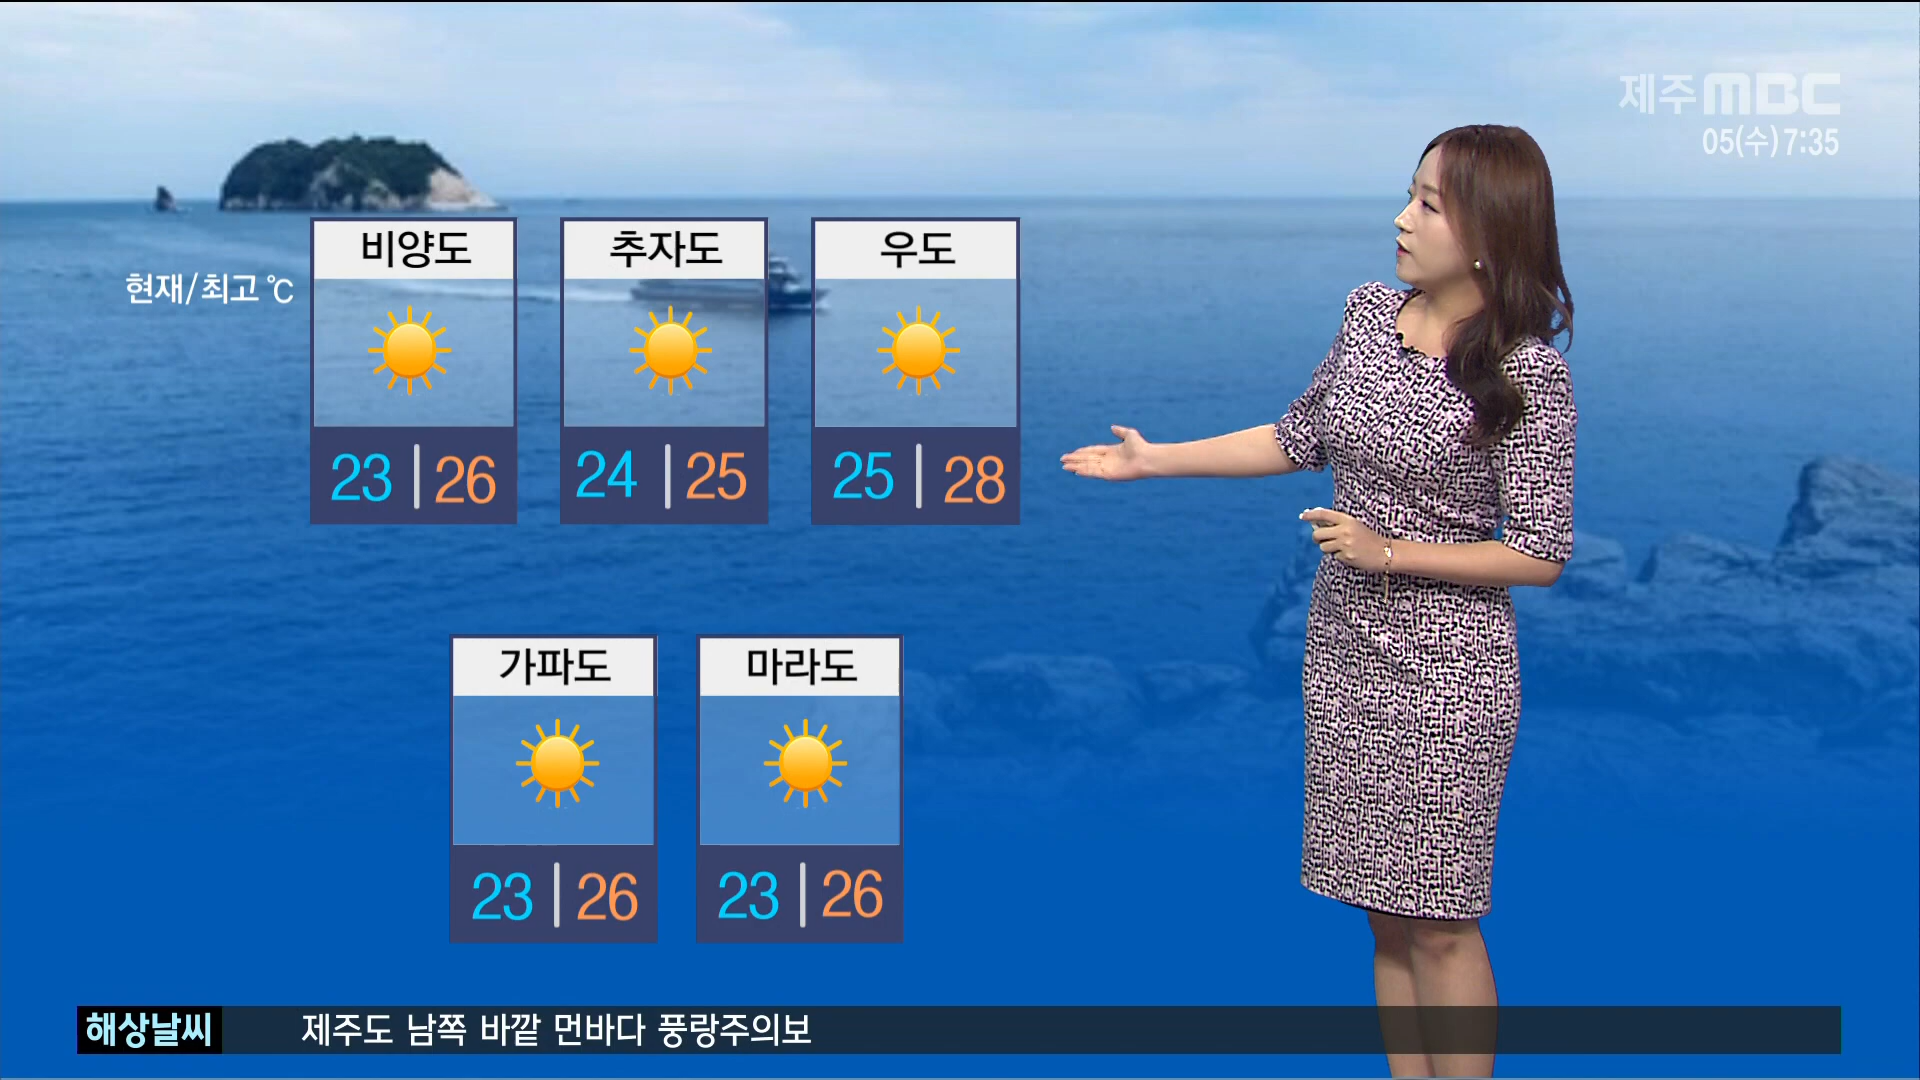 제주MBC
05(수) 7:35
현재/최고 ℃
비양도
23 | 26
추자도
24 | 25
우도
25 | 28
가파도
23 | 26
마라도
23 | 26
해상날씨
제주도 남쪽 바깥 먼바다 풍랑주의보